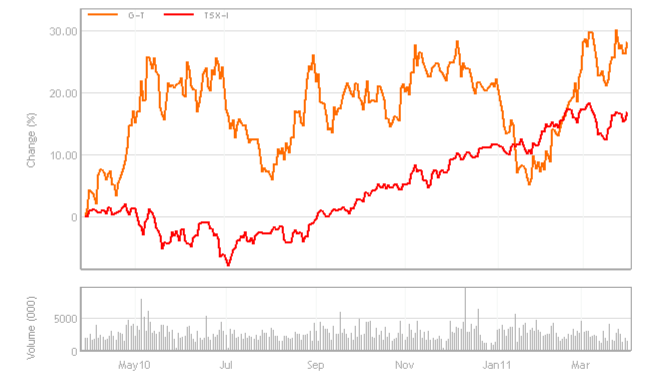 G-T TSX-I
30.00
20.00
10.00
0
Change (%)
5000
0
Volume (000)
May10 Jul Sep Nov Jan11 Mar